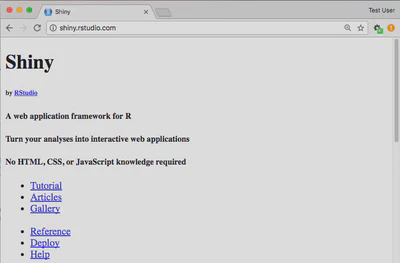 Shiny
Test User
shiny.rstudio.com
Shiny
by RStudio
A web application framework for R
Turn your analyses into interactive web applications
No HTML, CSS, or JavaScript knowledge required
Tutorial
Articles
Gallery
Reference
Deploy
Help